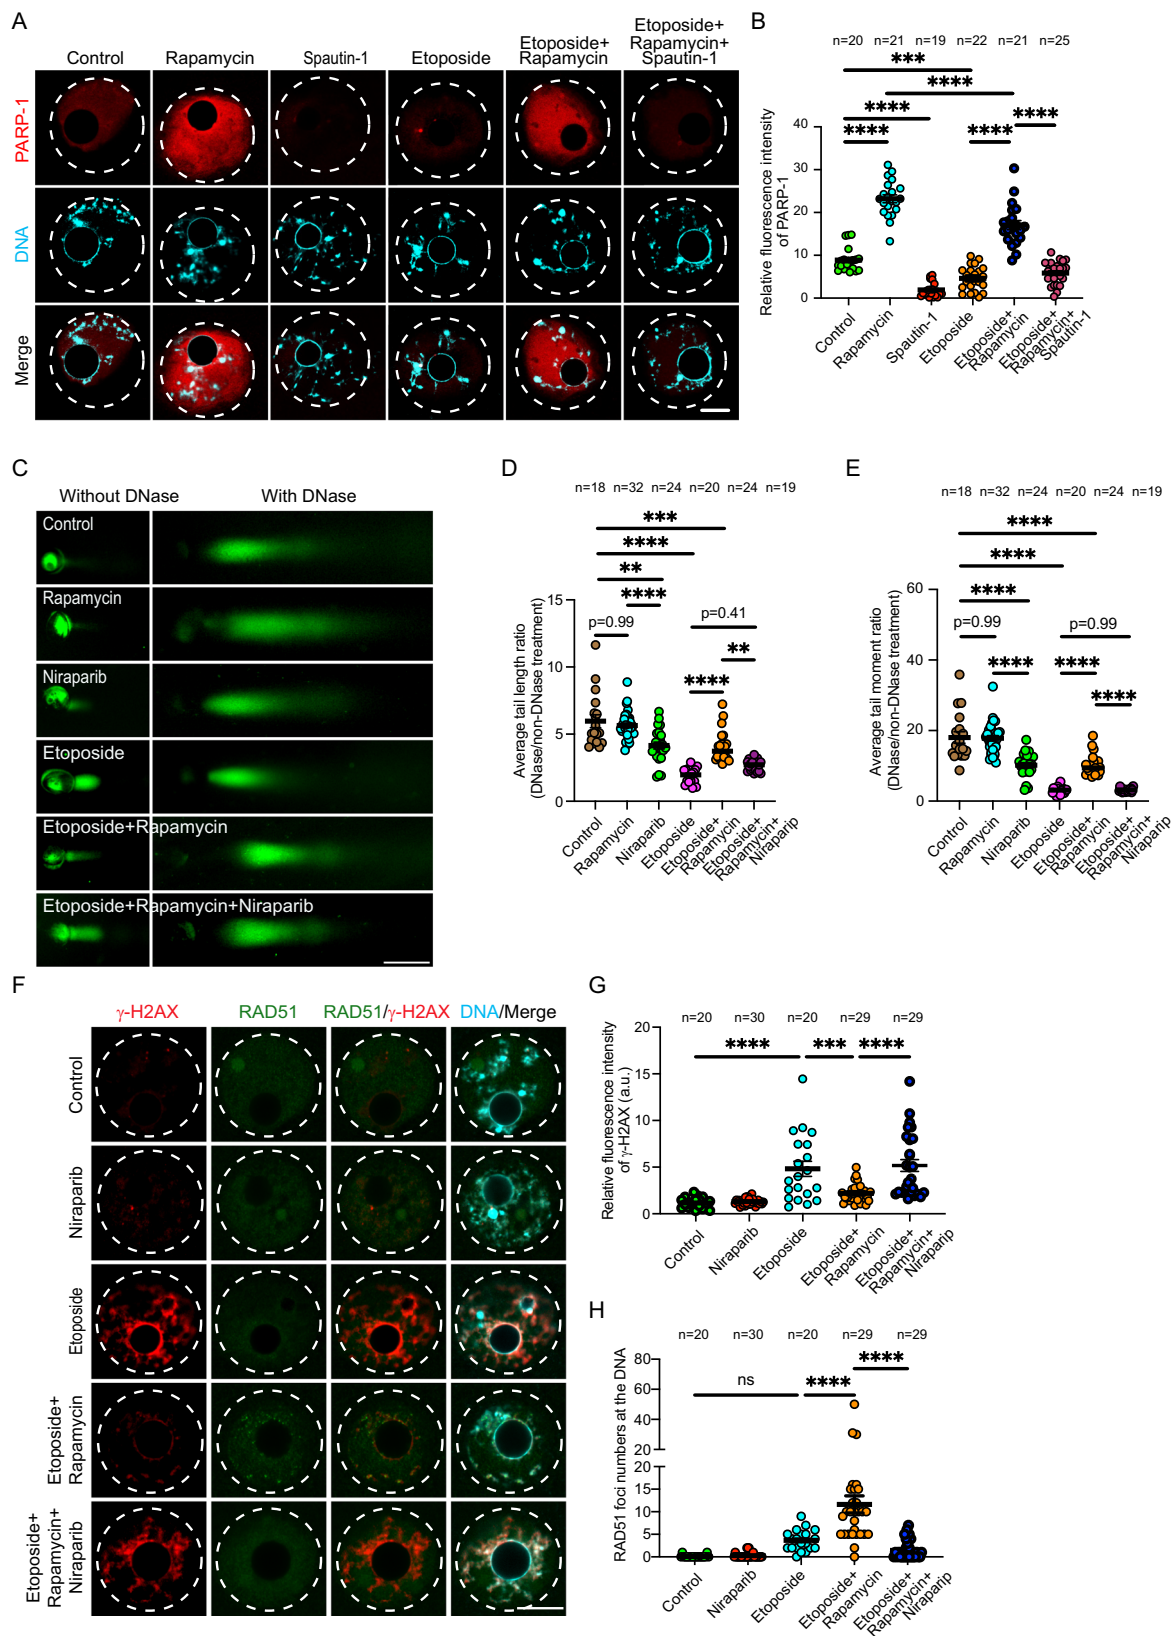 A
Control
Rapamycin
Spautin-1
Etoposide
Etoposide+
Rapamycin
Etoposide+
Rapamycin+
Spautin-1
PARP-1
DNA
Merge
B
n=20 n=21 n=19 n=22 n=21 n=25
***
****
****
**** **** ****
Relative fluorescence intensity
of PARP-1
40
30
20
10
0
Control
Rapamycin
Spautin-1
Etoposide
Etoposide+
Rapamycin
Etoposide+
Rapamycin+
Spautin-1
C
Without DNase With DNase
Control
Rapamycin
Niraparib
Etoposide
Etoposide+Rapamycin
Etoposide+Rapamycin+Niraparib
D
n=18 n=32 n=24 n=20 n=24 n=19
***
****
**
****
p=0.99
p=0.41
**
****
Average tail length ratio
(DNase/non-DNase treatment)
15
10
5
0
Control
Rapamycin
Niraparib
Etoposide
Etoposide+
Rapamycin
Etoposide+
Rapamycin+
Niraparip
E
n=18 n=32 n=24 n=20 n=24 n=19
****
****
****
p=0.99
p=0.99
**** ****
****
Average tail moment ratio
(DNase/non-DNase treatment)
60
40
20
0
Control
Rapamycin
Niraparib
Etoposide
Etoposide+
Rapamycin
Etoposide+
Rapamycin+
Niraparip
F
γ-H2AX RAD51 RAD51/γ-H2AX DNA/Merge
Control
Niraparib
Etoposide
Etoposide+
Rapamycin
Etoposide+
Rapamycin+
Niraparib
G
n=20 n=30 n=20 n=29 n=29
**** *** ****
Relative fluorescence intensity
of γ-H2AX (a.u.)
20
15
10
5
0
Control
Niraparib
Etoposide
Etoposide+
Rapamycin
Etoposide+
Rapamycin+
Niraparip
H
n=20 n=30 n=20 n=29 n=29
****
ns ****
RAD51 foci numbers at the DNA
80
60
40
20
15
10
5
0
Control
Niraparib
Etoposide
Etoposide+
Rapamycin
Etoposide+
Rapamycin+
Niraparip